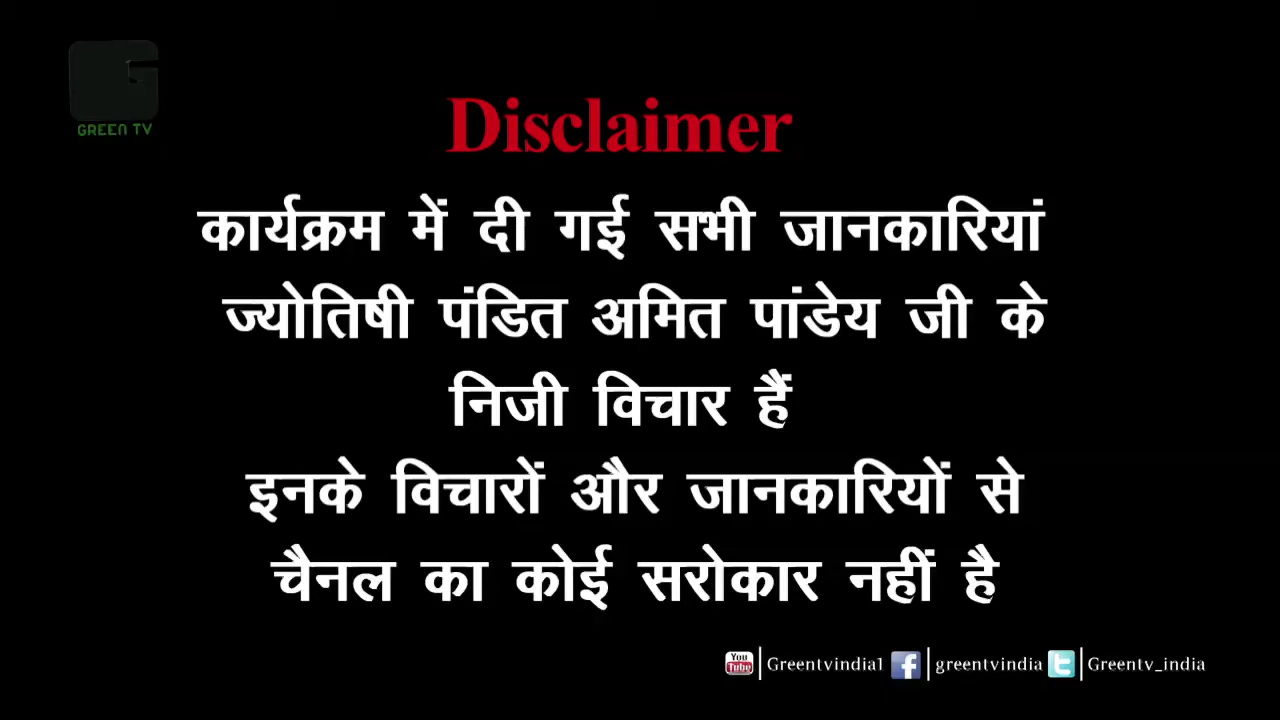 GREEN TV
Disclaimer
कार्यक्रम में दी गई सभी जानकारियां
ज्योतिषी पंडित अमित पांडेय जी के
निजी विचार हैं
इनके विचारों और जानकारियों से
चैनल का कोई सरोकार नहीं है
You Tube Greentvindia1 f greentvindia t Greentv_india